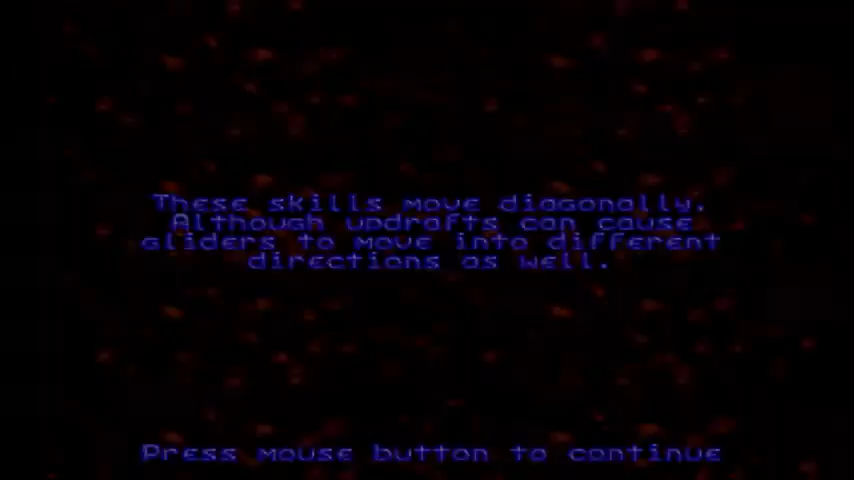 These skills move diagonally.
Although updrafts can cause
gliders to move into different
directions as well.
Press mouse button to continue